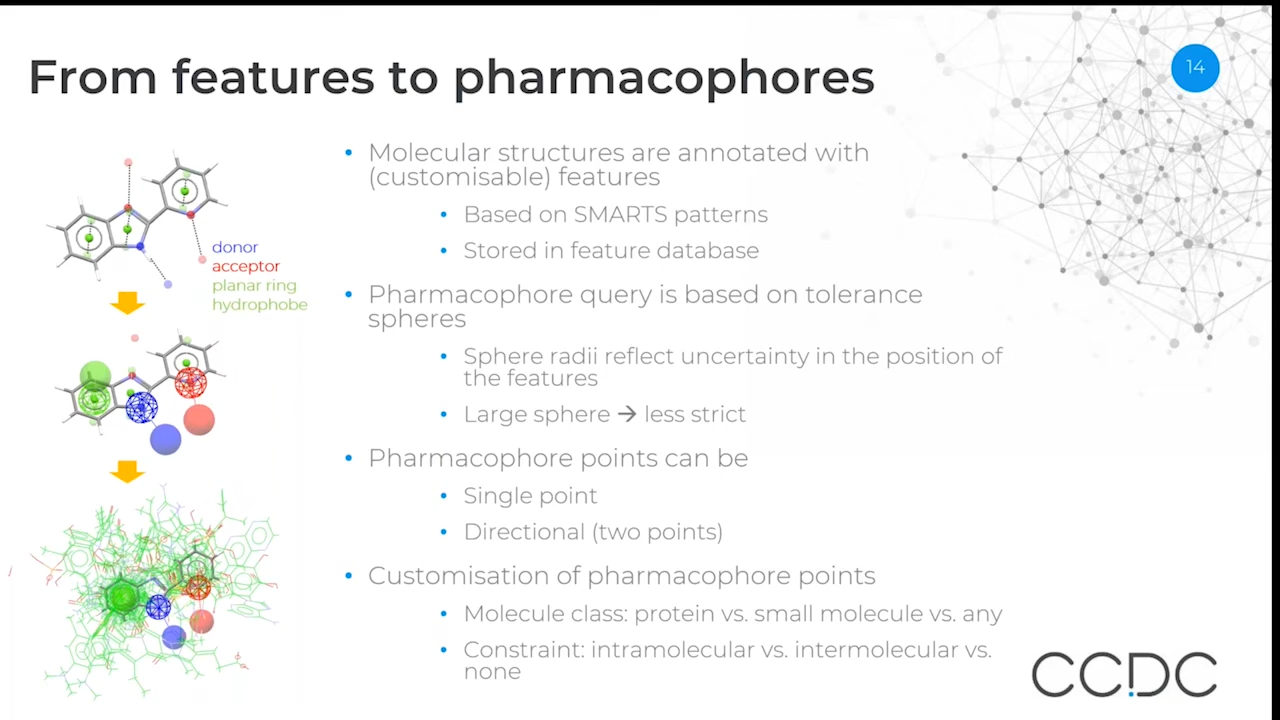 From features to pharmacophores
14
donor
acceptor
planar ring
hydrophobe
• Molecular structures are annotated with
(customisable) features
• Based on SMARTS patterns
• Stored in feature database
• Pharmacophore query is based on tolerance
spheres
• Sphere radii reflect uncertainty in the position of
the features
• Large sphere → less strict
• Pharmacophore points can be
• Single point
• Directional (two points)
• Customisation of pharmacophore points
• Molecule class: protein vs. small molecule vs. any
• Constraint: intramolecular vs. intermolecular vs.
none
CCDC